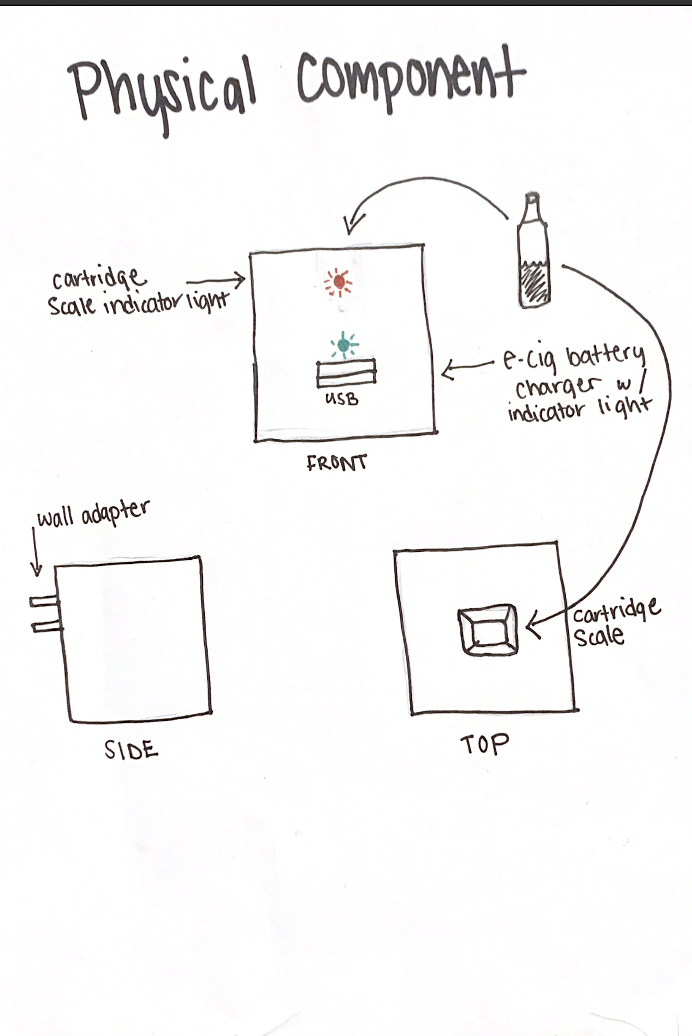 Physical Component
cartridge
Scale indicator light
e-cig battery
charger w/
indicator light
USB
FRONT
wall adapter
cartridge
Scale
SIDE
TOP